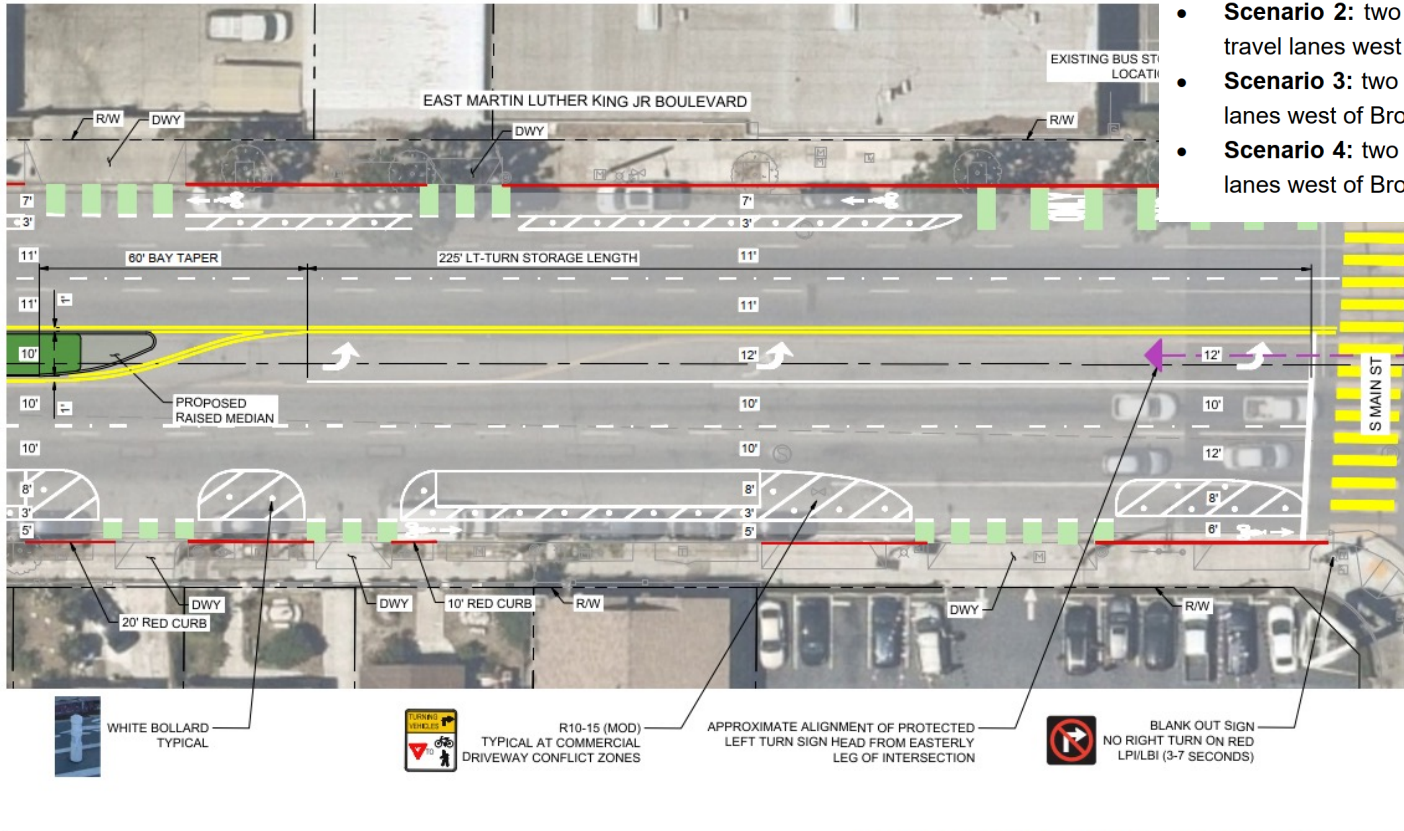 Scenario 2: two
travel lanes west
Scenario 3: two
lanes west of Bro
Scenario 4: two
lanes west of Bro
EXISTING BUS STO
LOCATIO
EAST MARTIN LUTHER KING JR BOULEVARD
R/W
DWY
DWY
R/W
7'
7'
3'
3'
11'
60' BAY TAPER
225' LT-TURN STORAGE LENGTH
11'
11'
1'
11'
10'
12'
12'
S MAIN ST
10'
1'
PROPOSED
RAISED MEDIAN
10'
10'
10'
10'
12'
8'
8'
8'
3'
3'
5'
5'
6'
DWY
20' RED CURB
DWY
10' RED CURB
R/W
DWY
R/W
WHITE BOLLARD
TYPICAL
TURNING
VEHICLES
TO
R10-15 (MOD)
TYPICAL AT COMMERCIAL
DRIVEWAY CONFLICT ZONES
APPROXIMATE ALIGNMENT OF PROTECTED
LEFT TURN SIGN HEAD FROM EASTERLY
LEG OF INTERSECTION
BLANK OUT SIGN
NO RIGHT TURN ON RED
LPI/LBI (3-7 SECONDS)